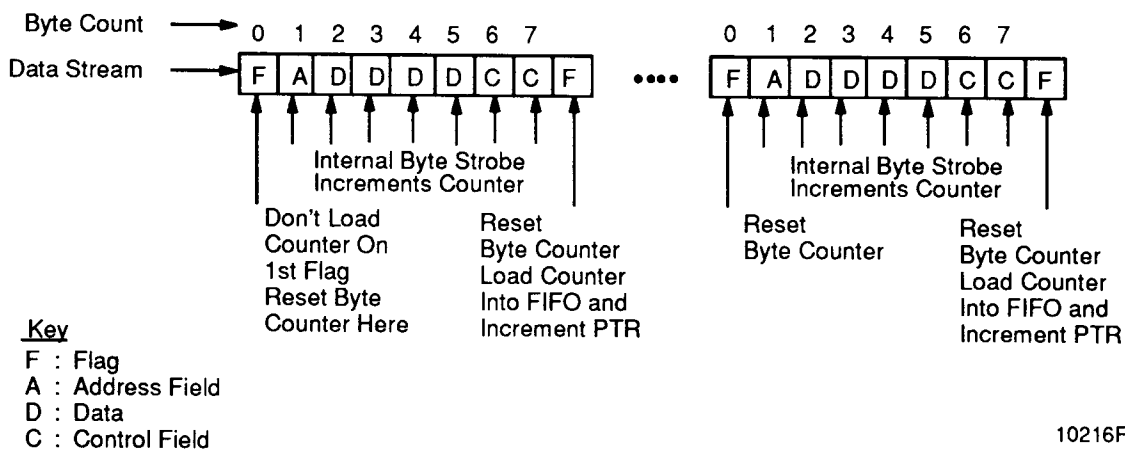 Byte Count 0 1 2 3 4 5 6 7 0 1 2 3 4 5 6 7
Data Stream F A D D D D C C F •••• F A D D D D C C F
Internal Byte Strobe
Increments Counter
Internal Byte Strobe
Increments Counter
Don't Load
Counter On
1st Flag
Reset Byte
Counter Here
Reset
Byte Counter
Load Counter
Into FIFO and
Increment PTR
Reset
Byte Counter
Reset
Byte Counter
Load Counter
Into FIFO and
Increment PTR
Key
F : Flag
A : Address Field
D : Data
C : Control Field
10216F